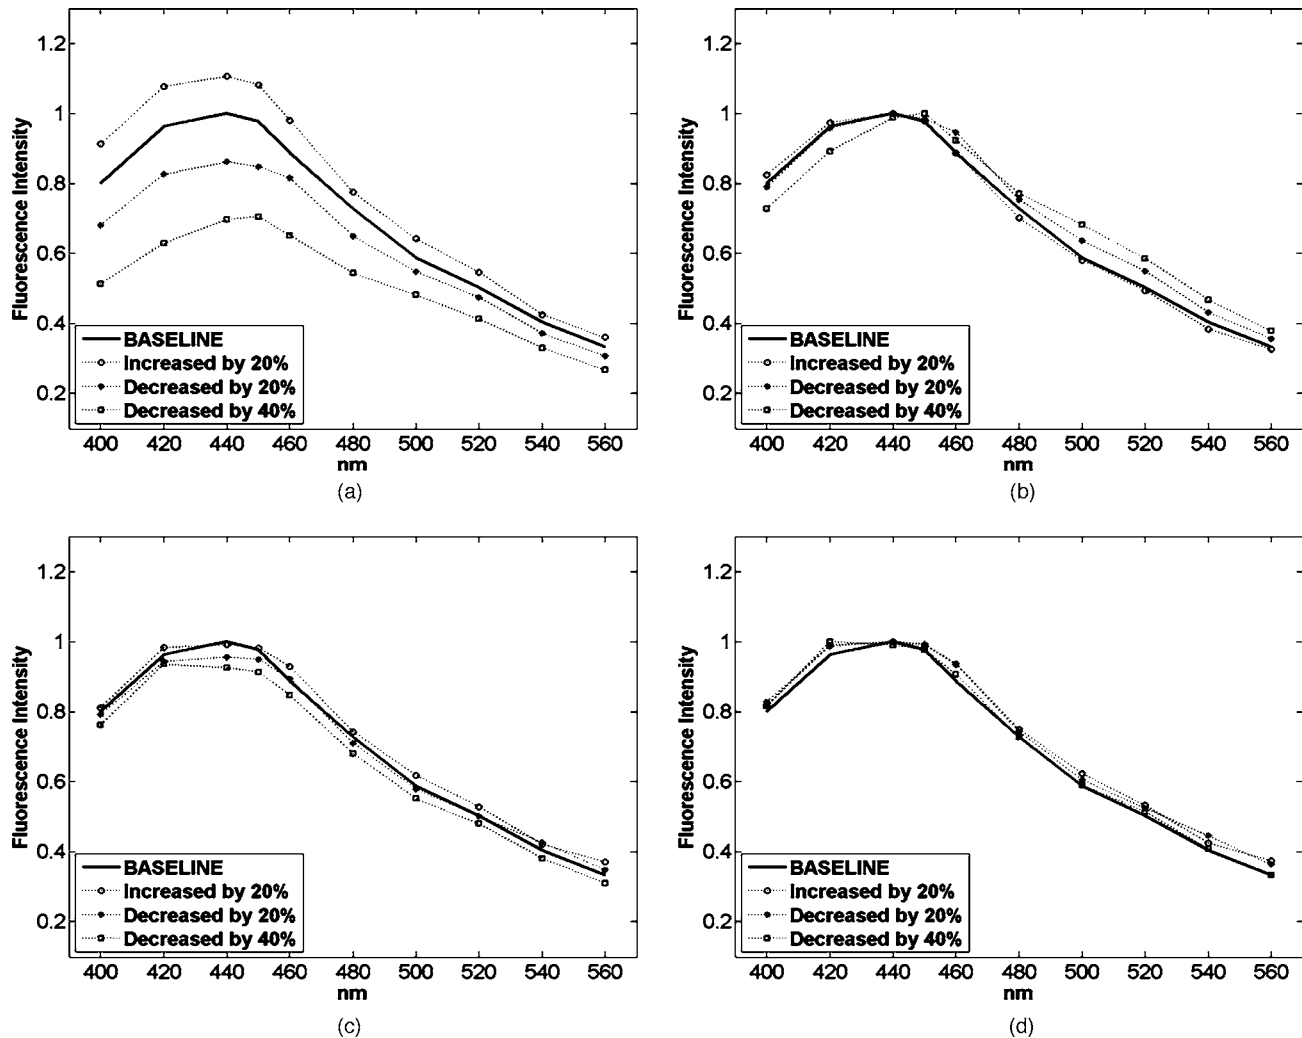 Fluorescence Intensity
1.2
1
0.8
0.6
0.4
0.2
BASELINE
Increased by 20%
Decreased by 20%
Decreased by 40%
400 420 440 460 480 500 520 540 560
nm
(a)
Fluorescence Intensity
1.2
1
0.8
0.6
0.4
0.2
BASELINE
Increased by 20%
Decreased by 20%
Decreased by 40%
400 420 440 460 480 500 520 540 560
nm
(b)
Fluorescence Intensity
1.2
1
0.8
0.6
0.4
0.2
BASELINE
Increased by 20%
Decreased by 20%
Decreased by 40%
400 420 440 460 480 500 520 540 560
nm
(c)
Fluorescence Intensity
1.2
1
0.8
0.6
0.4
0.2
BASELINE
Increased by 20%
Decreased by 20%
Decreased by 40%
400 420 440 460 480 500 520 540 560
nm
(d)